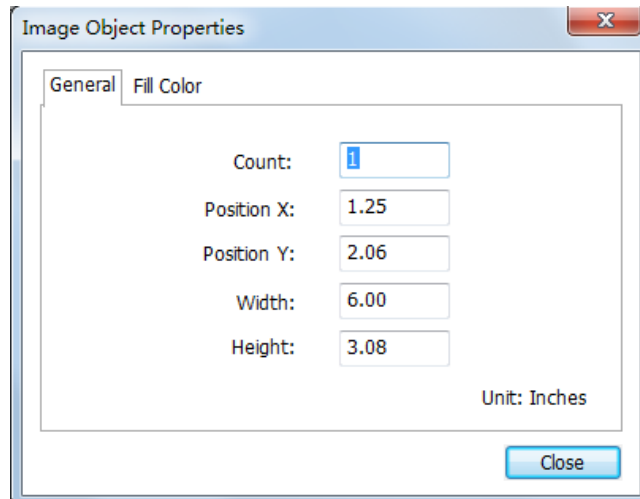 Image Object Properties
General Fill Color
Count: 1
Position X: 1.25
Position Y: 2.06
Width: 6.00
Height: 3.08
Unit: Inches
Close